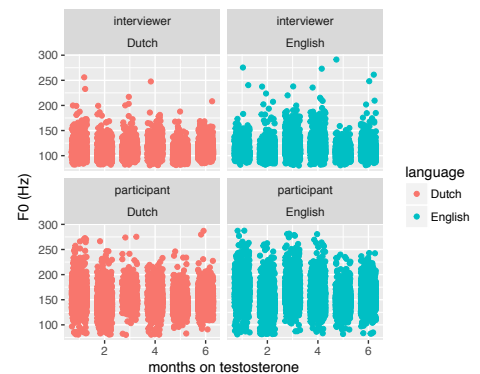 interviewer
interviewer
Dutch
English
300
250
200
150
100
participant
participant
Dutch
English
300
250
200
150
100
2
4
6
2
4
6
F0 (Hz)
months on testosterone
language
Dutch
English